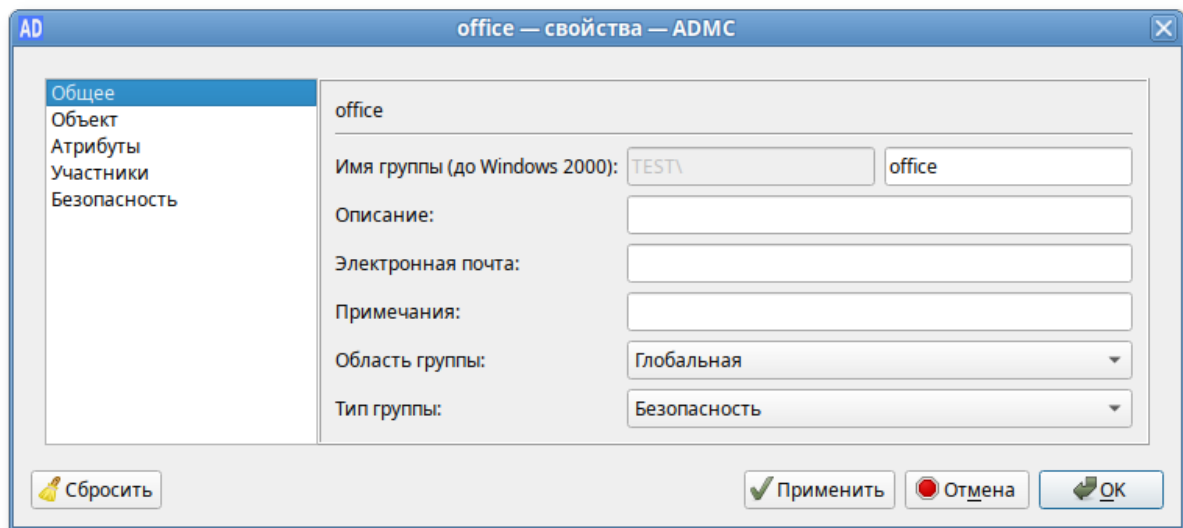 AD office — свойства — ADMC
Общее
Объект
Атрибуты
Участники
Безопасность
office
Имя группы (до Windows 2000): TEST\ office
Описание:
Электронная почта:
Примечания:
Область группы: Глобальная
Тип группы: Безопасность
Сбросить Применить Отмена OK